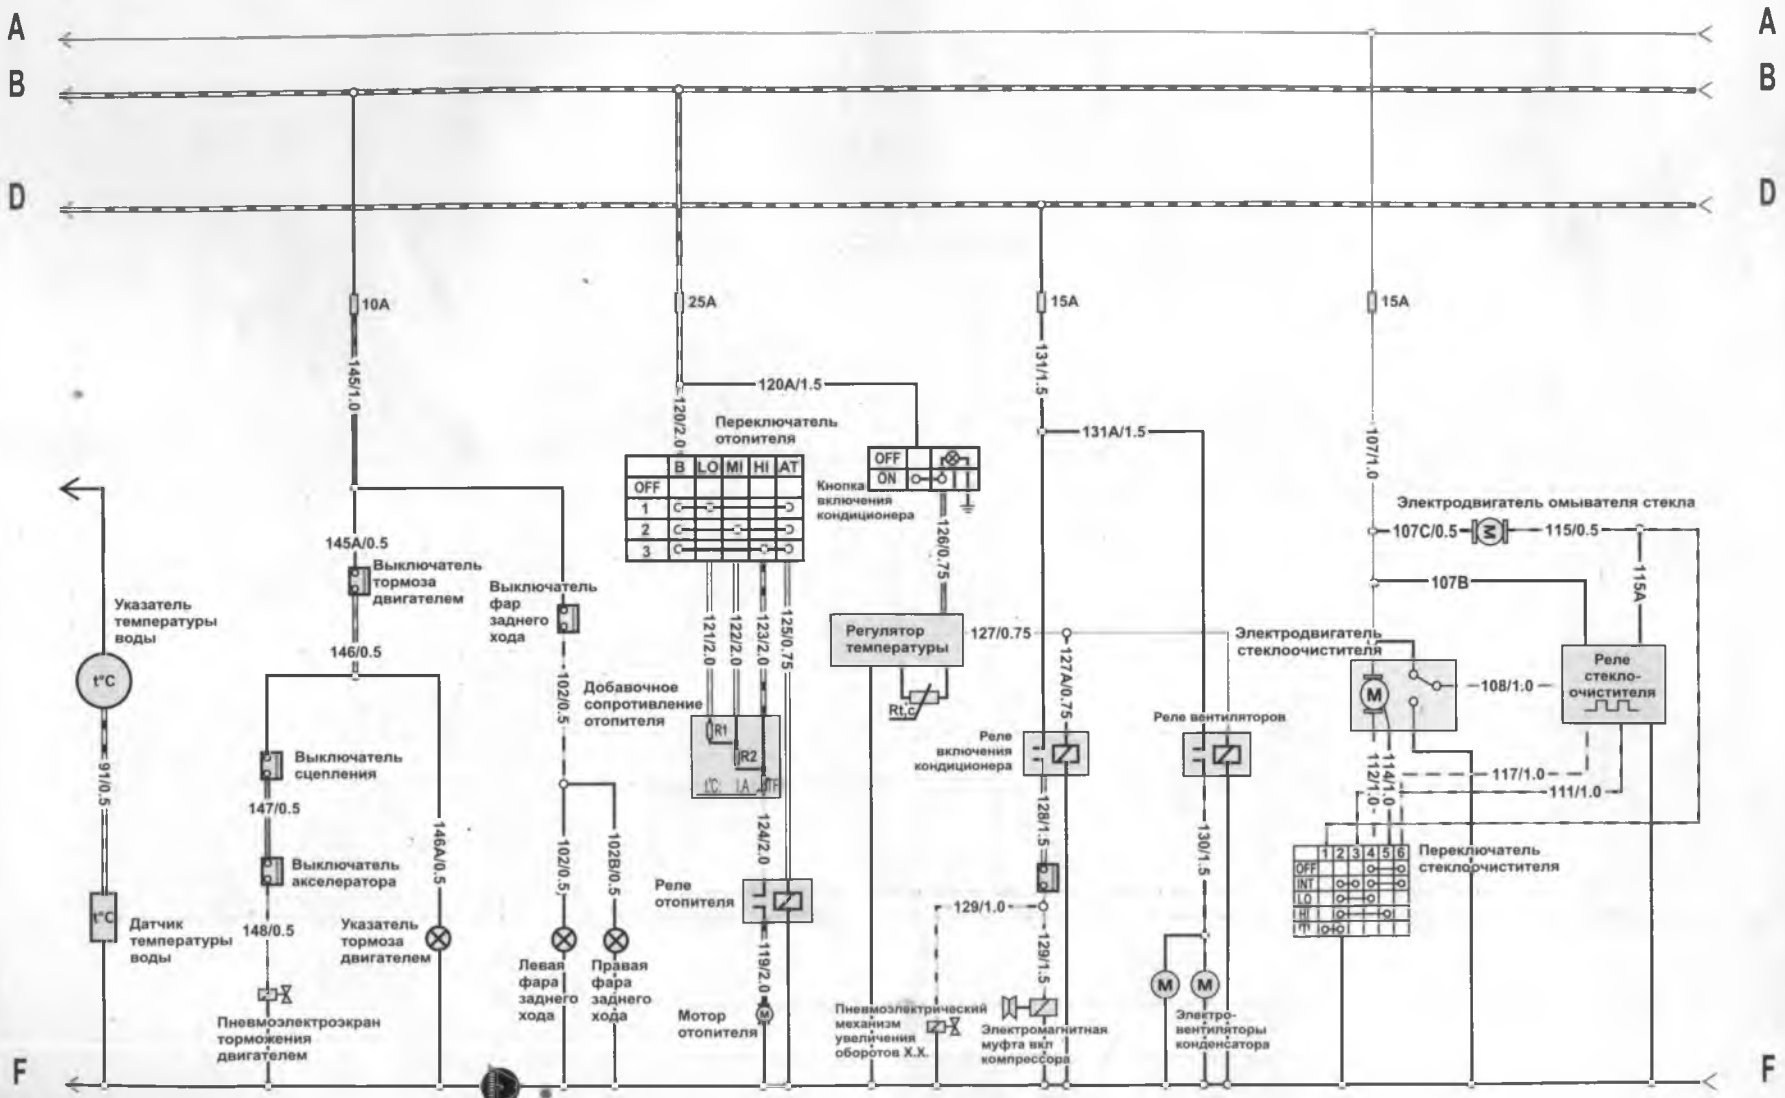 A
A
B
B
D
D
10A
25A
15A
15A
145/1.0
120A/1.5
120/2.0
131/1.5
131A/1.5
107/1.0
Переключатель
отопителя
B LO MI HI AT
OFF
1
2
3
OFF
ON
Кнопка
включения
кондиционера
126/0.75
Электродвигатель омывателя стекла
107C/0.5
M
115/0.5
107B
115A
145A/0.5
Выключатель
тормоза
двигателем
146/0.5
Выключатель
фар
заднего
хода
102/0.5
121/2.0
122/2.0
123/2.0
125/0.75
Указатель
температуры
воды
t°C
91/0.5
t°C
Датчик
температуры
воды
Регулятор
температуры
127/0.75
127A/0.75
Rt,c
Электродвигатель
стеклоочистителя
M
108/1.0
Реле
стекло-
очистителя
Добавочное
сопротивление
отопителя
R1
R2
Реле
включения
кондиционера
Реле вентиляторов
Выключатель
сцепления
147/0.5
Выключатель
акселератора
148/0.5
146A/0.5
Указатель
тормоза
двигателем
Пневмоэлектроэкран
торможения
двигателем
102/0.5
102B/0.5
Левая
фара
заднего
хода
Правая
фара
заднего
хода
124/2.0
Реле
отопителя
119/2.0
Мотор
отопителя
M
128/1.5
129/1.0
129/1.5
Пневмоэлектрический
механизм
увеличения
оборотов Х.Х.
Электромагнитная
муфта вкл
компрессора
130/1.5
M
M
Электро-
вентиляторы
конденсатора
112/1.0
114/1.0
117/1.0
111/1.0
Переключатель
стеклоочистителя
1 2 3 4 5 6
OFF
INT
LO
HI
F
F